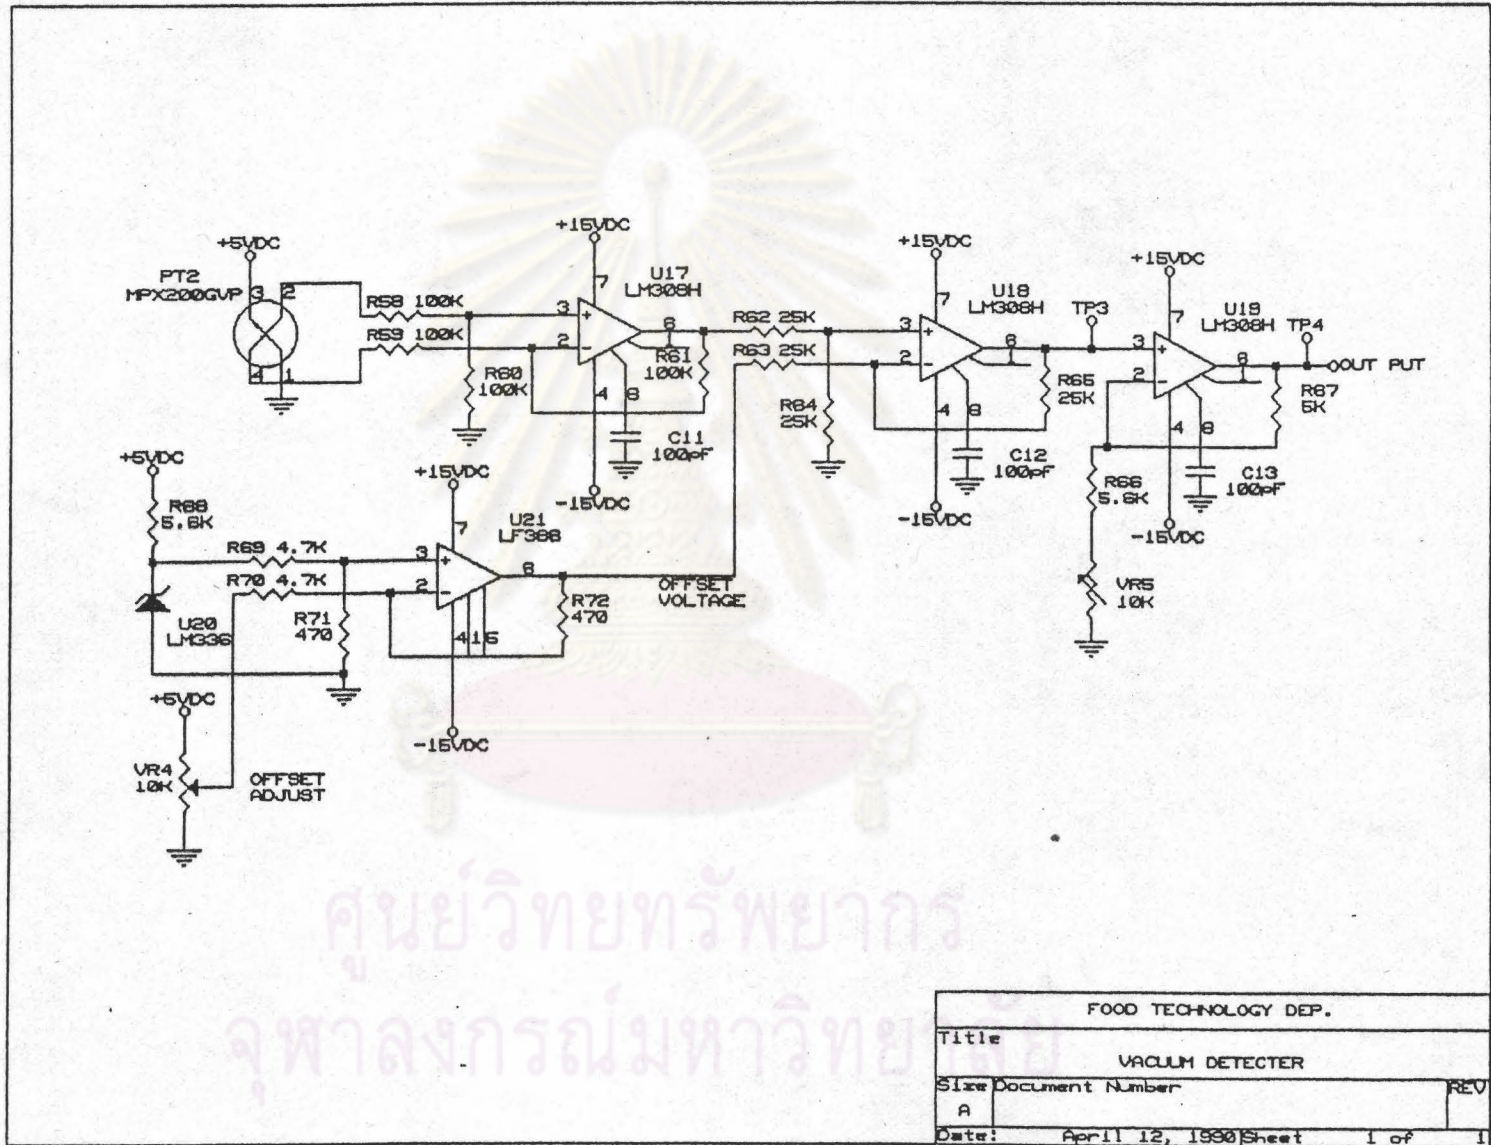 +5VDC
PT2
MPX200GVP
3
2
4
1
R58 100K
R59 100K
R60
100K
+15VDC
7
U17
LM308H
3
+
2
-
6
1
4
8
R61
100K
C11
100pF
-15VDC
R62 25K
R63 25K
R64
25K
+15VDC
7
U18
LM308H
3
+
2
-
6
1
4
8
R65
25K
C12
100pF
-15VDC
TP3
+15VDC
7
U19
LM308H
3
+
2
-
6
1
4
8
TP4
OUT PUT
R67
5K
C13
100pF
-15VDC
R66
5.6K
VR5
10K
+5VDC
R68
5.6K
U20
LM336
R69 4.7K
R70 4.7K
R71
470
+15VDC
7
U21
3
+
2
-
6
4
1
5
R72
470
-15VDC
OFFSET
VOLTAGE
+5VDC
VR4
10K
OFFSET
ADJUST
ศูนย์วิทยทรัพยากร
จุฬาลงกรณ์มหาวิทยาลัย
FOOD TECHNOLOGY DEP.
Title
VACUUM DETECTER
Size
Document Number
REV
A
Date: April 12, 1990
Sheet 1 of 1